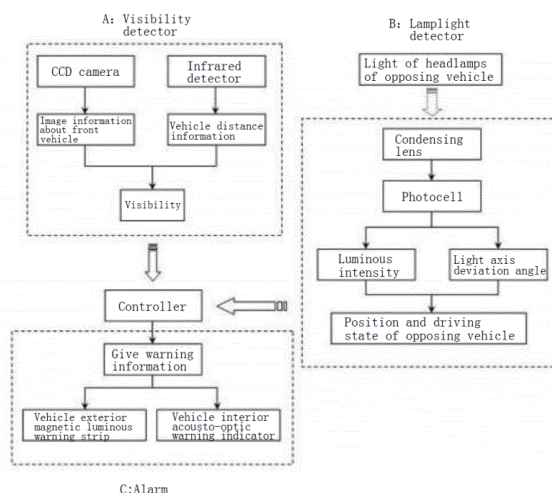 A: Visibility
detector
CCD camera
Infrared
detector
Image information
about front
vehicle
Vehicle distance
information
Visibility
B: Lamplight
detector
Light of headlamps
of opposing vehicle
Condensing
lens
Photocell
Luminous
intensity
Light axis
deviation angle
Position and driving
state of opposing vehicle
Controller
Give warning
information
Vehicle exterior
magnetic luminous
warning strip
Vehicle interior
acousto-optic
warning indicator
C:Alarm